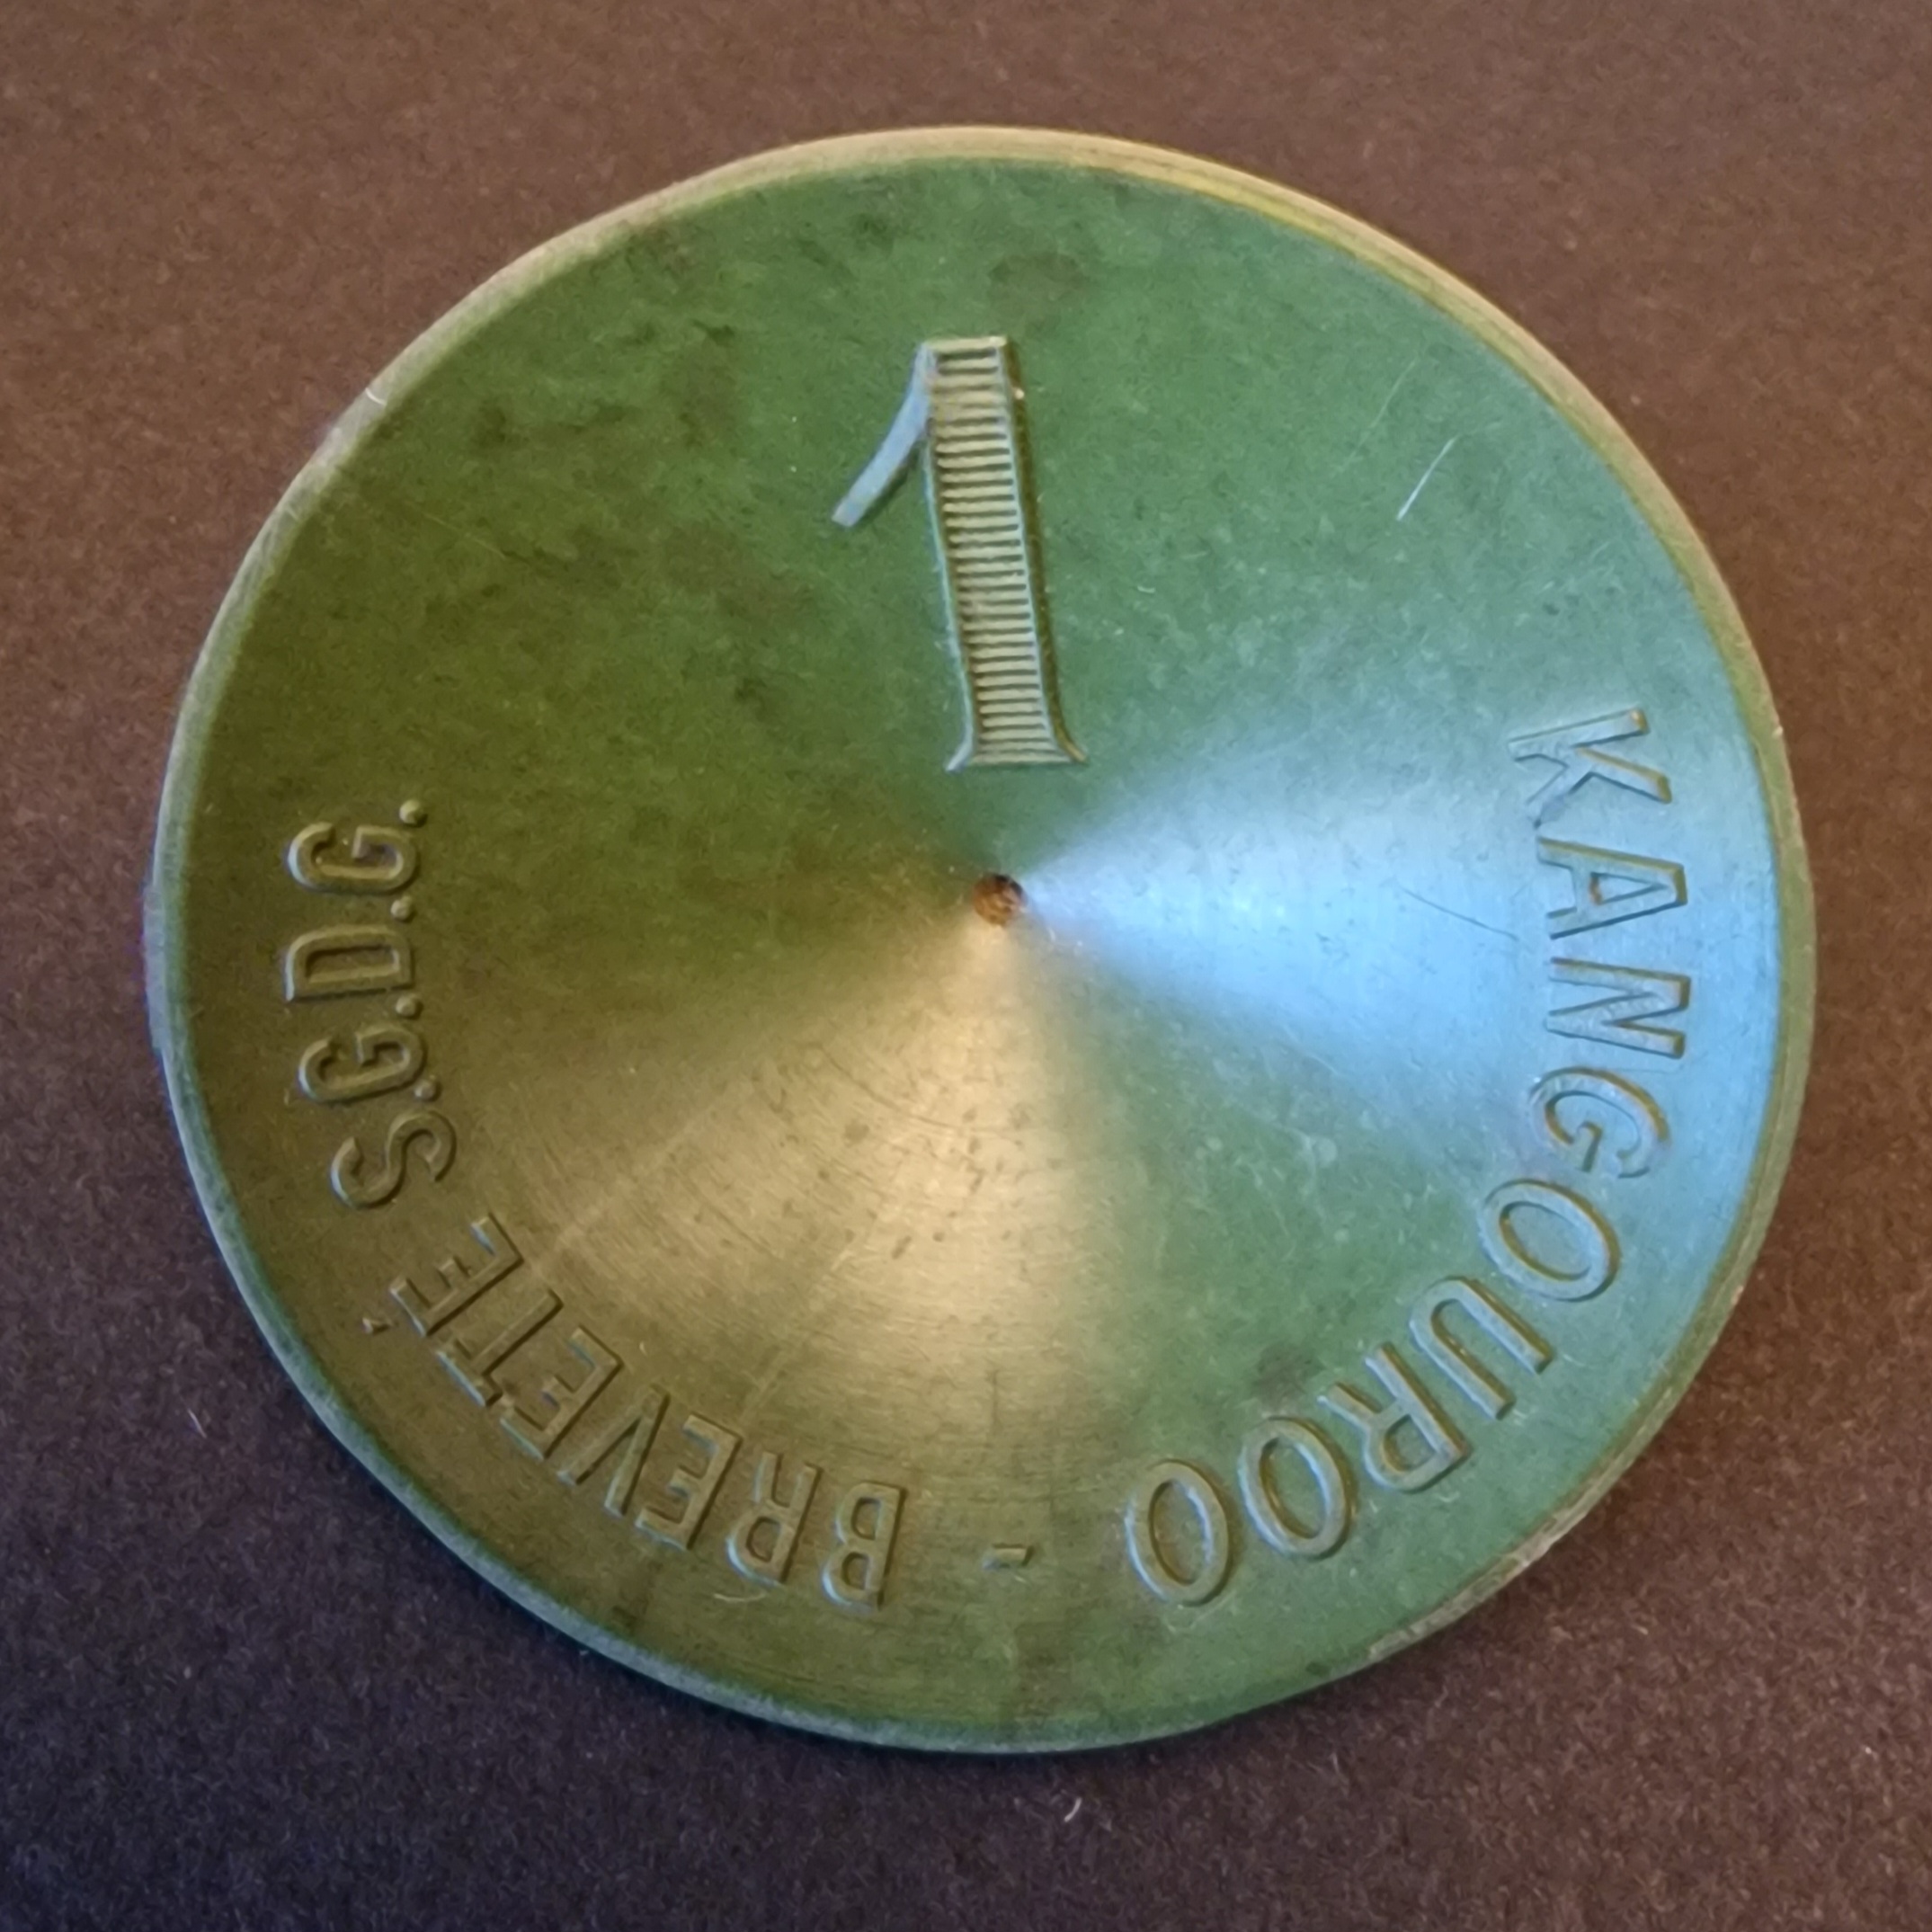 1
KANGOUROO - BREVETÉ S.G.D.G.